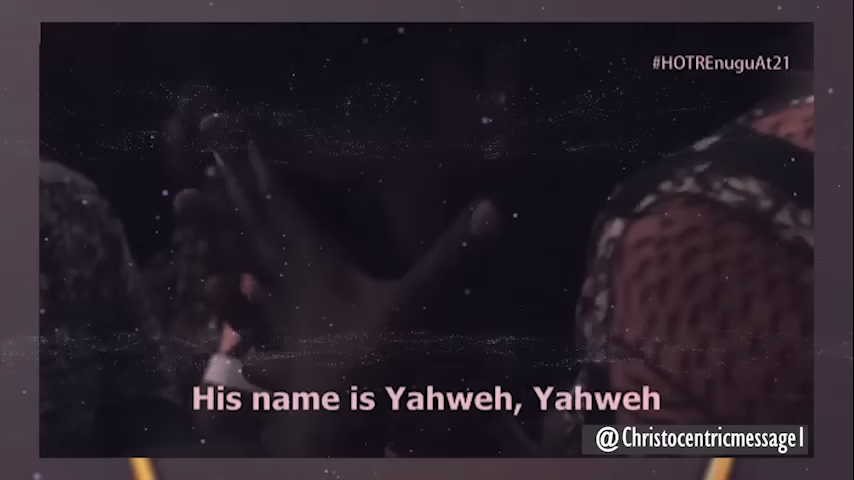 #HOTREnuguAt21
His name is Yahweh, Yahweh
@Christocentricmessage1